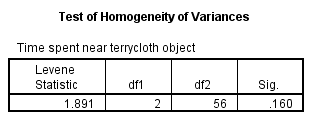 Test of Homogeneity of Variances
Time spent near terrycloth object
Levene Statistic df1 df2 Sig.
1.891 2 56 .160